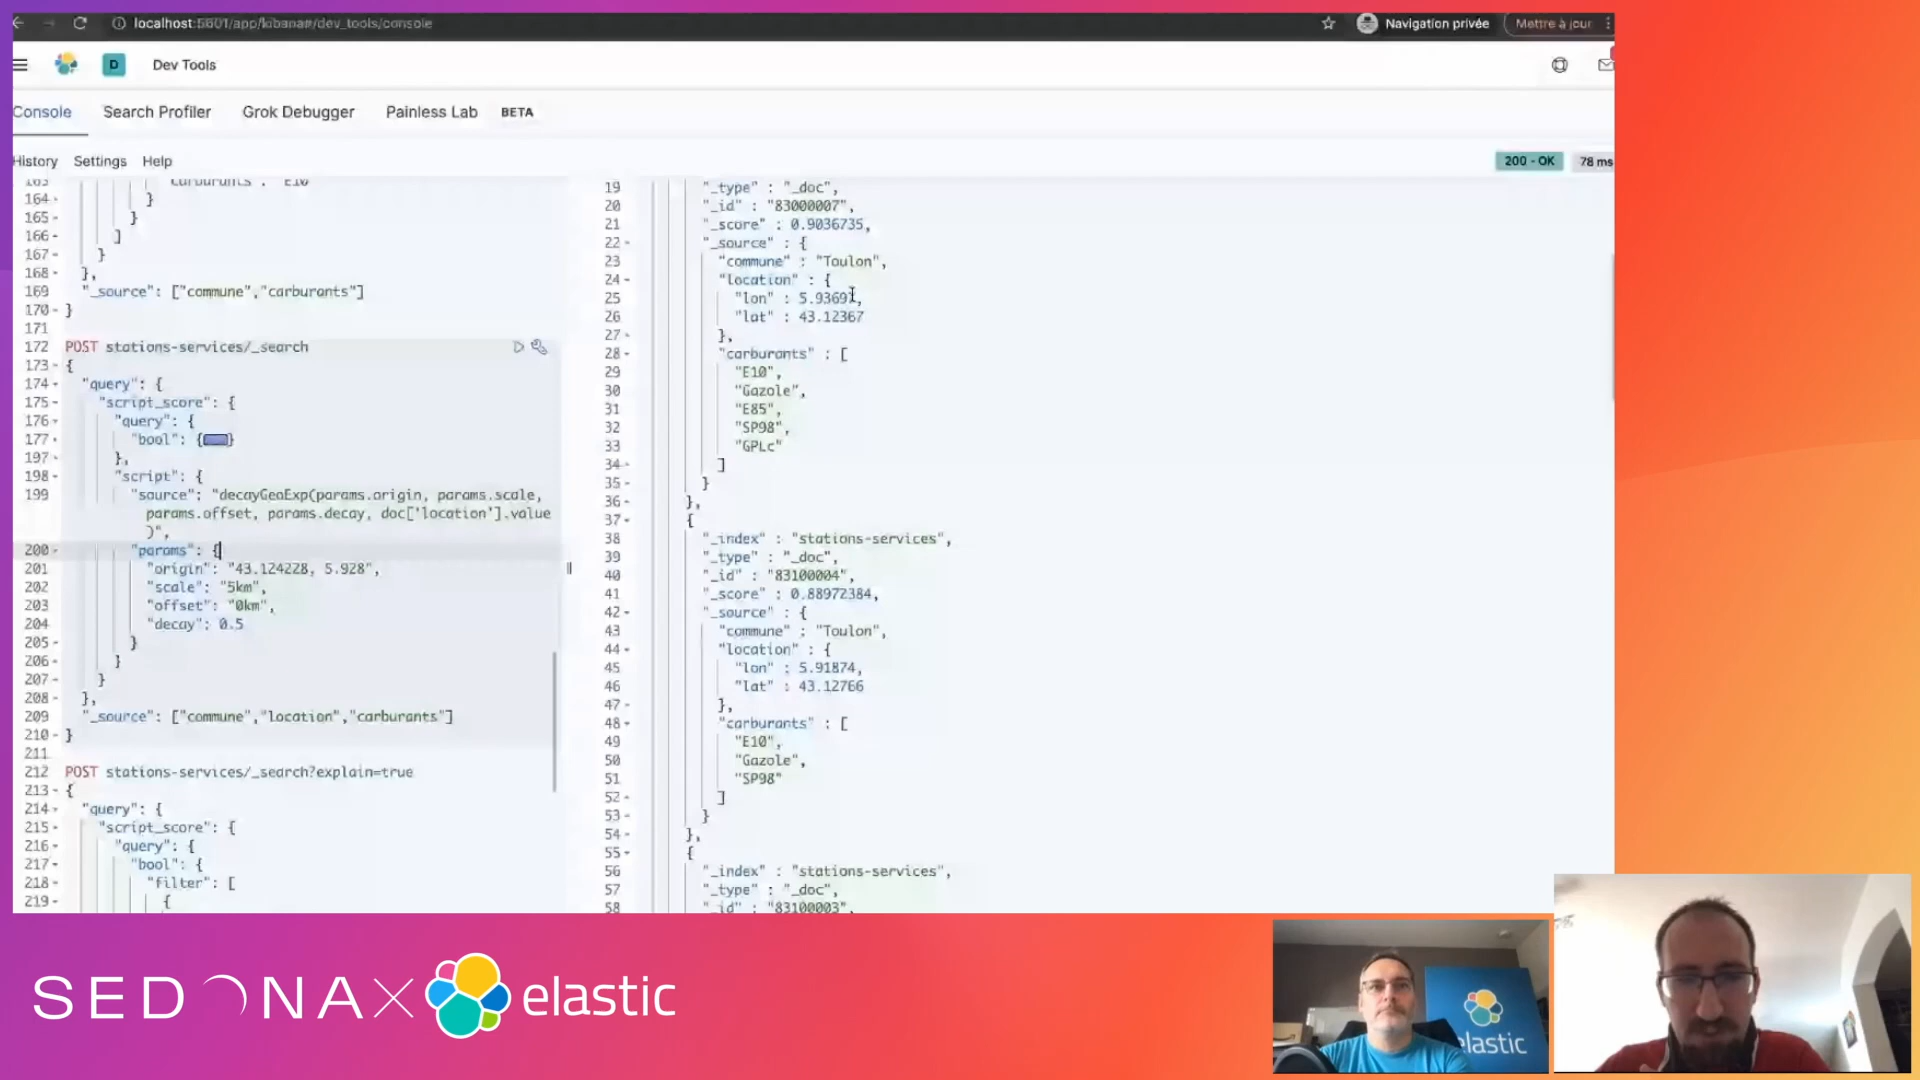 localhost:5601/app/kibana#/dev_tools/console
Navigation privée
Mettre à jour
D
Dev Tools
Console
Search Profiler
Grok Debugger
Painless Lab
BETA
History
Settings
Help
200 - OK
78 ms
163 "carburants": "E10"
164 }
165 }
166 ]
167 }
168 },
169 "_source": ["commune","carburants"]
170 }
171
172 POST stations-services/_search
173 {
174 "query": {
175 "script_score": {
176 "query": {
177 "bool": {}
197 },
198 "script": {
199 "source": "decayGeoExp(params.origin, params.scale,
params.offset, params.decay, doc['location'].value
)",
200 "params": {
201 "origin": "43.124228, 5.928",
202 "scale": "5km",
203 "offset": "0km",
204 "decay": 0.5
205 }
206 }
207 }
208 },
209 "_source": ["commune","location","carburants"]
210 }
211
212 POST stations-services/_search?explain=true
213 {
214 "query": {
215 "script_score": {
216 "query": {
217 "bool": {
218 "filter": [
219 {
19 "_type" : "_doc",
20 "_id" : "83000007",
21 "_score" : 0.9036735,
22 "_source" : {
23 "commune" : "Toulon",
24 "location" : {
25 "lon" :
26 "lat" : 43.12367
27 },
28 "carburants" : [
29 "E10",
30 "Gazole",
31 "E85",
32 "SP98",
33 "GPLc"
34 ]
35 }
36 },
37 {
38 "_index" : "stations-services",
39 "_type" : "_doc",
40 "_id" : "83100004",
41 "_score" : 0.88972384,
42 "_source" : {
43 "commune" : "Toulon",
44 "location" : {
45 "lon" : 5.91874,
46 "lat" : 43.12766
47 },
48 "carburants" : [
49 "E10",
50 "Gazole",
51 "SP98"
52 ]
53 }
54 },
55 {
56 "_index" : "stations-services",
57 "_type" : "_doc",
58 "_id" : "83100003",
SEDONA X elastic
elastic